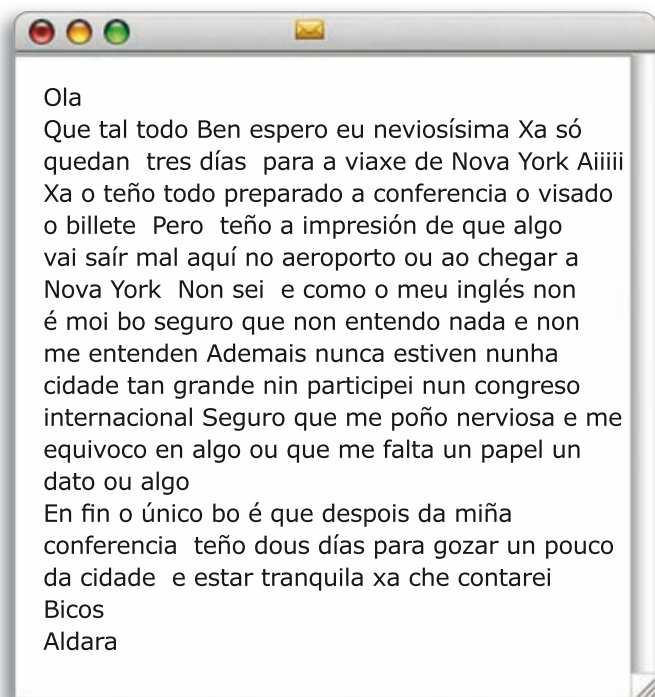 Ola
Que tal todo Ben espero eu neviosísima Xa só
quedan tres días para a viaxe de Nova York Aiiiii
Xa o teño todo preparado a conferencia o visado
o billete Pero teño a impresión de que algo
vai saír mal aquí no aeroporto ou ao chegar a
Nova York Non sei e como o meu inglés non
é moi bo seguro que non entendo nada e non
me entenden Ademais nunca estiven nunha
cidade tan grande nin participei nun congreso
internacional Seguro que me poño nerviosa e me
equivoco en algo ou que me falta un papel un
dato ou algo
En fin o único bo é que despois da miña
conferencia teño dous días para gozar un pouco
da cidade e estar tranquila xa che contarei
Bicos
Aldara